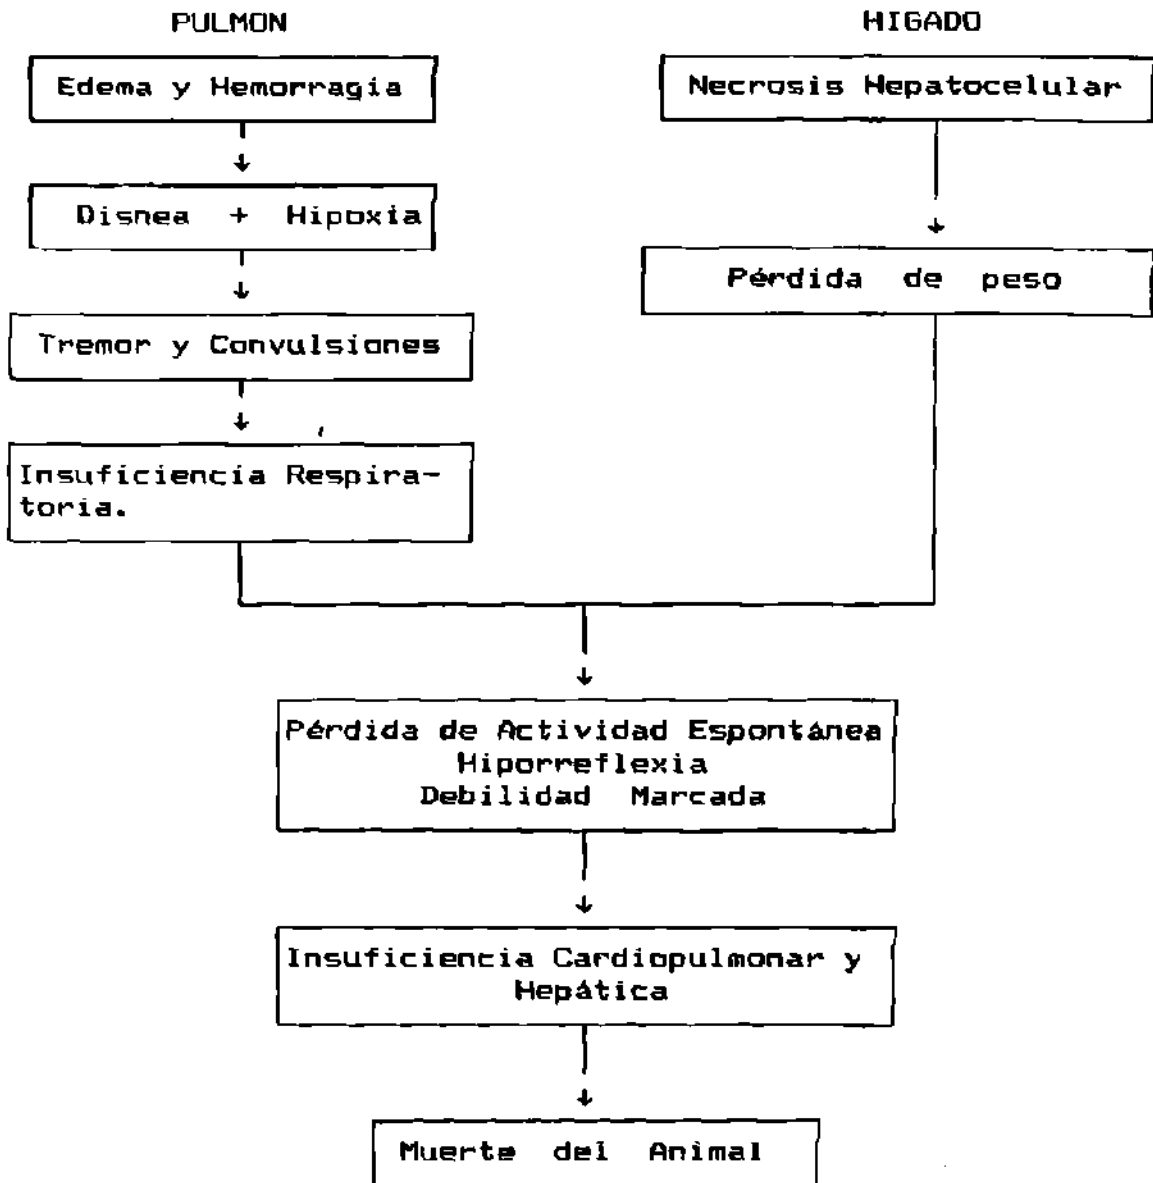 PULMON
Edema y Hemorragia
Disnea + Hipoxia
Tremor y Convulsiones
Insuficiencia Respira-
toria.
HIGADO
Necrosis Hepatocelular
Pérdida de peso
Pérdida de Actividad Espontánea
Hiporreflexia
Debilidad Marcada
Insuficiencia Cardiopulmonar y
Hepática
Muerte del Animal